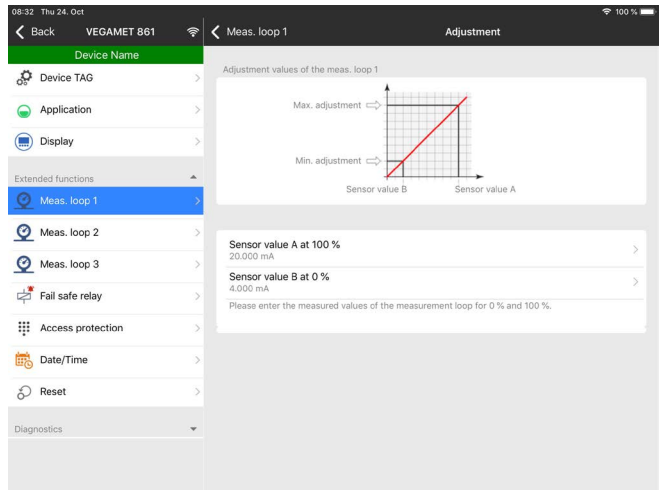 08:32 Thu 24. Oct
100 %
Back
VEGAMET 861
Meas. loop 1
Adjustment
Device Name
Device TAG
Application
Display
Extended functions
Meas. loop 1
Meas. loop 2
Meas. loop 3
Fail safe relay
Access protection
Date/Time
Reset
Diagnostics
Adjustment values of the meas. loop 1
Max. adjustment
Min. adjustment
Sensor value B
Sensor value A
Sensor value A at 100 %
20.000 mA
Sensor value B at 0 %
4.000 mA
Please enter the measured values of the measurement loop for 0 % and 100 %.